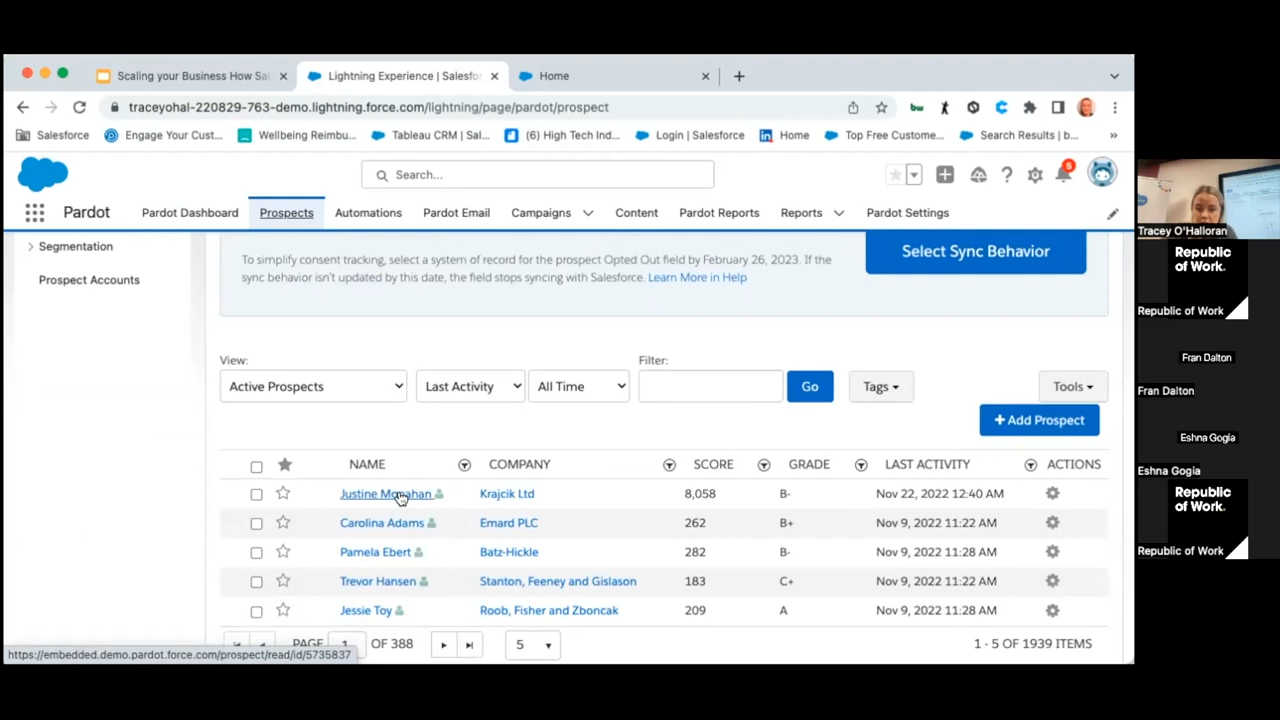 Scaling your Business How Sal
Lightning Experience | Salesfo
Home
traceyohal-220829-763-demo.lightning.force.com/lightning/page/pardot/prospect
Salesforce
Engage Your Cust...
Wellbeing Reimbu...
Tableau CRM | Sal...
(6) High Tech Ind...
Login | Salesforce
Home
Top Free Custome...
Search Results | b...
»
Search...
5
Pardot
Pardot Dashboard
Prospects
Automations
Pardot Email
Campaigns
Content
Pardot Reports
Reports
Pardot Settings
Segmentation
Prospect Accounts
To simplify consent tracking, select a system of record for the prospect Opted Out field by February 26, 2023. If the
sync behavior isn't updated by this date, the field stops syncing with Salesforce. Learn More in Help
Select Sync Behavior
View:
Filter:
Active Prospects
Last Activity
All Time
Go
Tags
Tools
+ Add Prospect
NAME COMPANY SCORE GRADE LAST ACTIVITY ACTIONS
Justine Monahan Krajcik Ltd 8,058 B- Nov 22, 2022 12:40 AM
Carolina Adams Emard PLC 262 B+ Nov 9, 2022 11:22 AM
Pamela Ebert Batz-Hickle 282 B- Nov 9, 2022 11:28 AM
Trevor Hansen Stanton, Feeney and Gislason 183 C+ Nov 9, 2022 11:22 AM
Jessie Toy Roob, Fisher and Zboncak 209 A Nov 9, 2022 11:28 AM
PAGE 1 OF 388
5
1 - 5 OF 1939 ITEMS
https://embedded.demo.pardot.force.com/prospect/read/id/5735837
Tracey O'Halloran
Republic
of Work.
Republic of Work
Fran Dalton
Fran Dalton
Eshna Gogia
Eshna Gogia
Republic
of Work.
Republic of Work